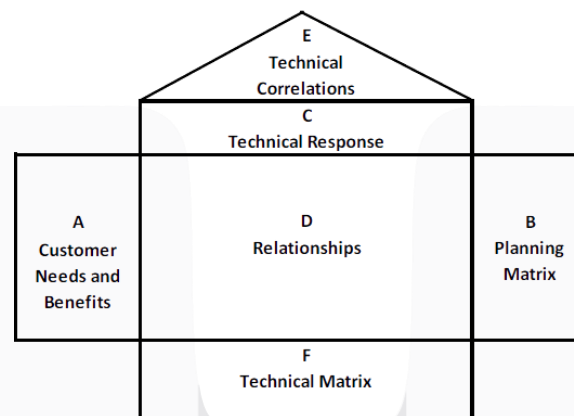 E
Technical
Correlations
C
Technical Response
A
Customer
Needs and
Benefits
D
Relationships
B
Planning
Matrix
F
Technical Matrix